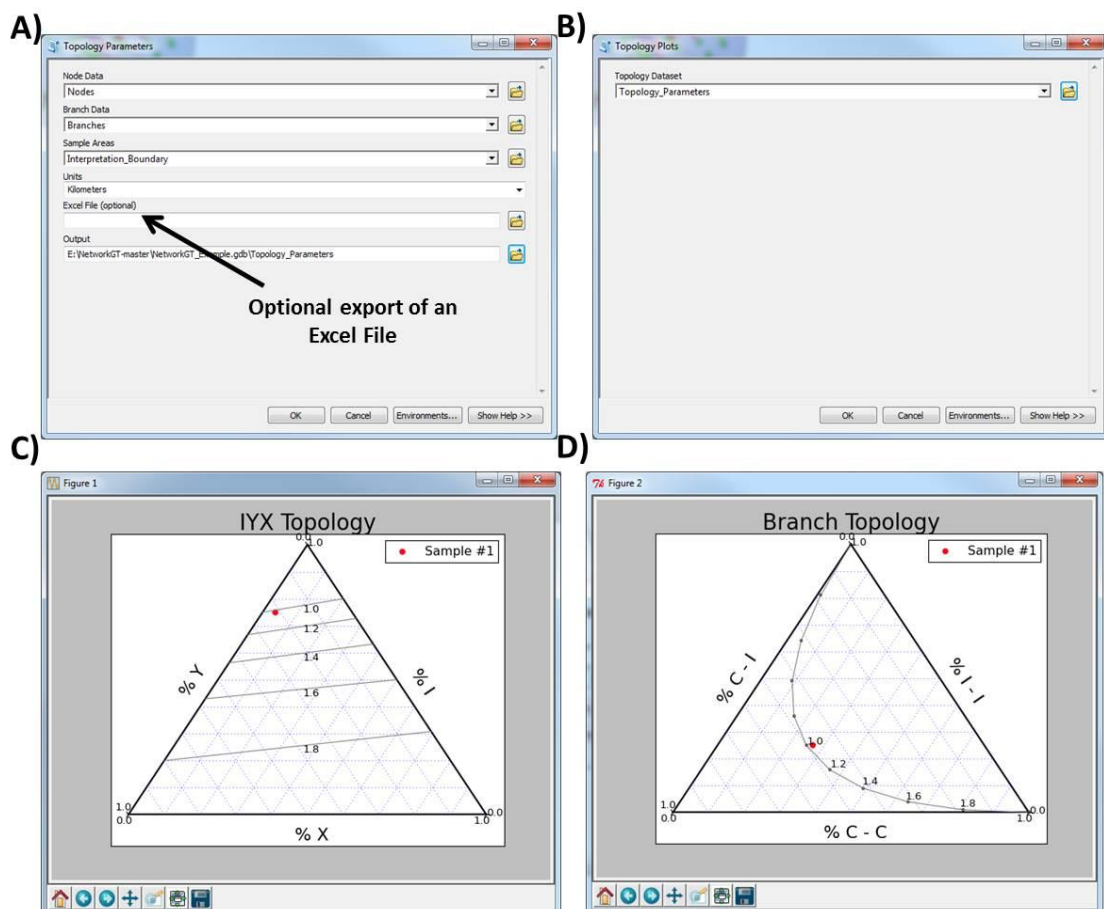 A)
Topology Parameters
Node Data
Nodes
Branch Data
Branches
Sample Areas
Interpretation_Boundary
Units
Kilometers
Excel File (optional)
Output
E:\NetworkGT-master\NetworkGT_Example.gdb\Topology_Parameters
Optional export of an
Excel File
OK Cancel Environments... Show Help >>
B)
Topology Plots
Topology Dataset
Topology_Parameters
OK Cancel Environments... Show Help >>
C)
Figure 1
IYX Topology
0.0
1.0
Sample #1
1.0
1.2
1.4
1.6
1.8
% Y
% I
1.0
0.0
0.0
1.0
% X
D)
Figure 2
Branch Topology
0.0
1.0
Sample #1
% C - I
% I - I
1.0
1.2
1.4
1.6
1.8
1.0
0.0
0.0
1.0
% C - C